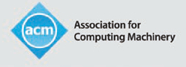 acm
Association for
Computing Machinery